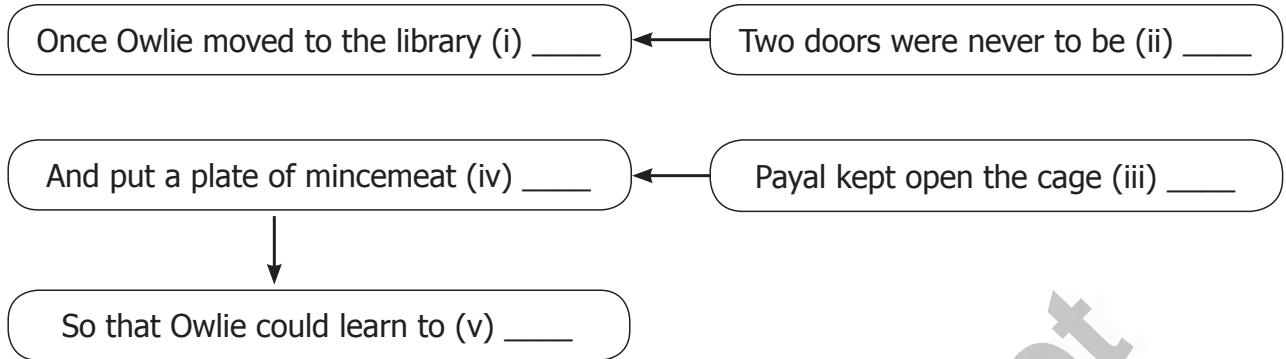 Once Owlie moved to the library (i) ____
Two doors were never to be (ii) ____
And put a plate of mincemeat (iv) ____
Payal kept open the cage (iii) ____
So that Owlie could learn to (v) ____